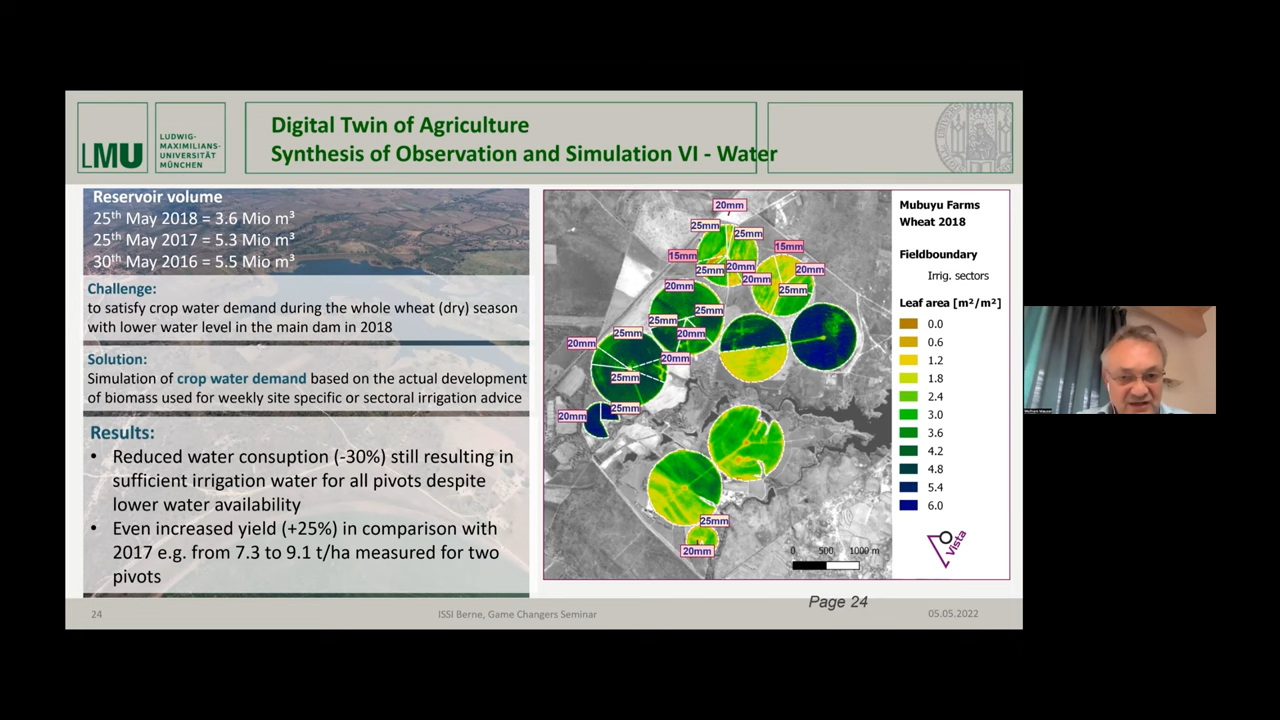 LMU
LUDWIG-
MAXIMILIANS-
UNIVERSITÄT
MÜNCHEN
Digital Twin of Agriculture
Synthesis of Observation and Simulation VI - Water
Reservoir volume
25th May 2018 = 3.6 Mio m³
25th May 2017 = 5.3 Mio m³
30th May 2016 = 5.5 Mio m³
Challenge:
to satisfy crop water demand during the whole wheat (dry) season
with lower water level in the main dam in 2018
Solution:
Simulation of crop water demand based on the actual development
of biomass used for weekly site specific or sectoral irrigation advice
Results:
• Reduced water consuption (-30%) still resulting in
sufficient irrigation water for all pivots despite
lower water availability
• Even increased yield (+25%) in comparison with
2017 e.g. from 7.3 to 9.1 t/ha measured for two
pivots
20mm
25mm
25mm
15mm
15mm
25mm
20mm
20mm
20mm
20mm
25mm
25mm
25mm
25mm
20mm
20mm
20mm
25mm
20mm
25mm
25mm
20mm
0 500 1000 m
Mubuyu Farms
Wheat 2018
Fieldboundary
Irrig. sectors
Leaf area [m²/m²]
0.0
0.6
1.2
1.8
2.4
3.0
3.6
4.2
4.8
5.4
6.0
Vista
Page 24
24
ISSI Berne, Game Changers Seminar
05.05.2022